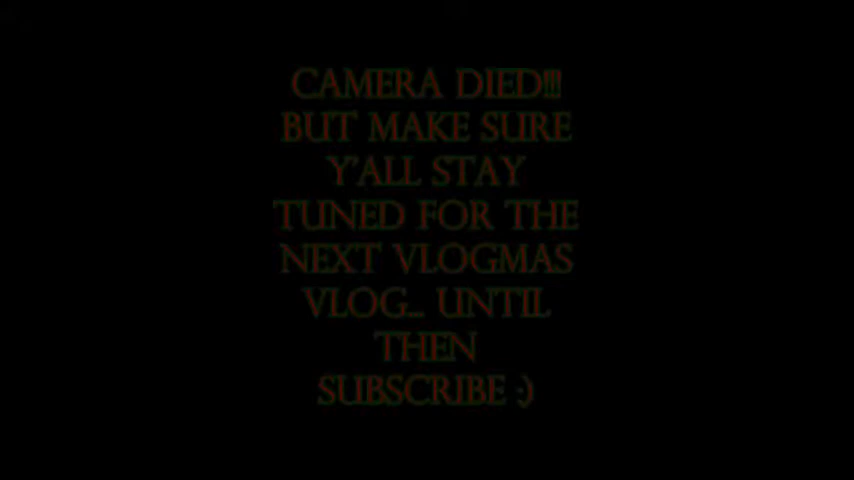 CAMERA DIED!!!
BUT MAKE SURE
Y'ALL STAY
TUNED FOR THE
NEXT VLOGMAS
VLOG... UNTIL
THEN
SUBSCRIBE :)